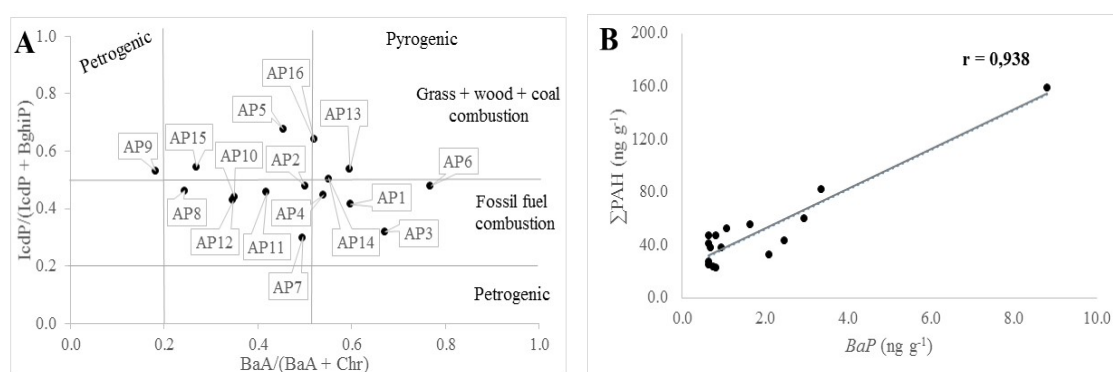 A
Petrogenic
Pyrogenic
Grass + wood + coal
combustion
Fossil fuel
combustion
Petrogenic
AP16
AP5
AP13
AP9
AP15
AP10
AP2
AP6
AP8
AP4
AP1
AP12
AP11
AP14
AP3
AP7
IcdP/(IcdP + BghiP)
1.0
0.8
0.6
0.4
0.2
0.0
0.0 0.2 0.4 0.6 0.8 1.0
BaA/(BaA + Chr)
B
r = 0,938
∑PAH (ng g⁻¹)
200.0
160.0
120.0
80.0
40.0
0.0
0.0 2.0 4.0 6.0 8.0 10.0
BaP (ng g⁻¹)